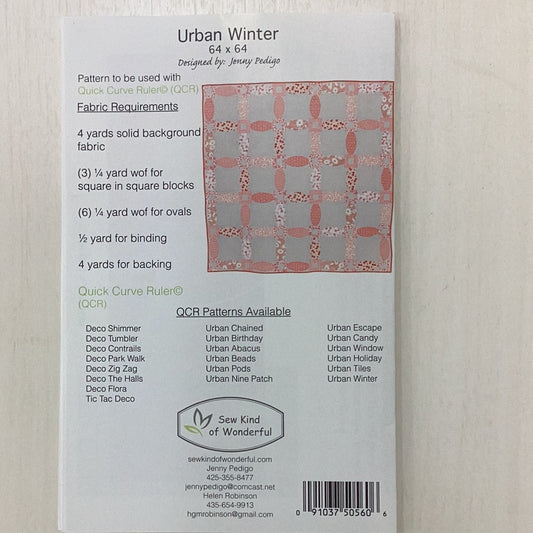 Urban Winter
64 x 64
Designed by: Jenny Pedigo
Pattern to be used with
Quick Curve Ruler© (QCR)
Fabric Requirements
4 yards solid background
fabric
(3) ¼ yard wof for
square in square blocks
(6) ¼ yard wof for ovals
½ yard for binding
4 yards for backing
Quick Curve Ruler©
(QCR)
QCR Patterns Available
Deco Shimmer
Deco Tumbler
Deco Contrails
Deco Park Walk
Deco Zig Zag
Deco The Halls
Deco Flora
Tic Tac Deco
Urban Chained
Urban Birthday
Urban Abacus
Urban Beads
Urban Pods
Urban Nine Patch
Urban Escape
Urban Candy
Urban Window
Urban Holiday
Urban Tiles
Urban Winter
Sew Kind
of Wonderful
sewkindofwonderful.com
Jenny Pedigo
425-355-8477
jennypedigo@comcast.net
Helen Robinson
435-654-9913
hgmrobinson@gmail.com
0 91037 50560 6